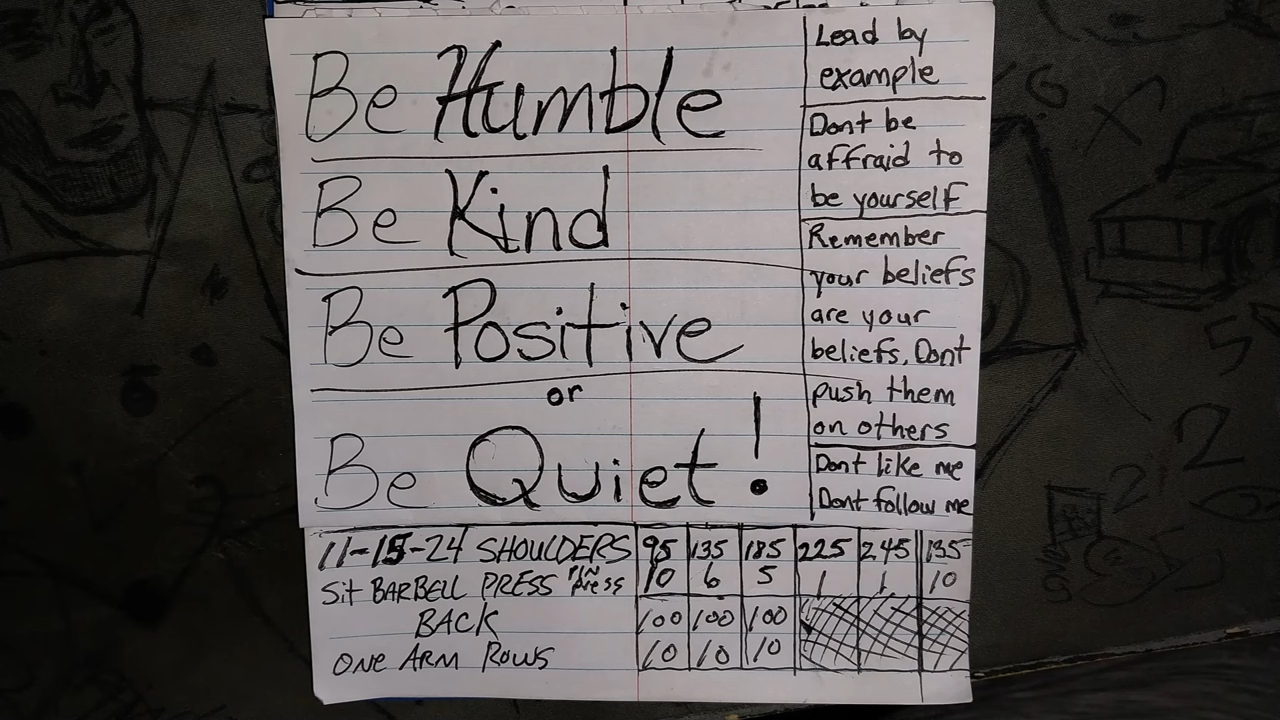 Be Humble
Be Kind
Be Positive
or
Be Quiet!
Lead by
example
Dont be
affraid to
be yourself
Remember
your beliefs
are your
beliefs. Dont
push them
on others
Dont like me
Dont follow me
11-15-24 SHOULDERS 95 135 185 225 245 135
Sit BARBELL PRESS PIN Press 10 6 5 1 1 10
BACK 100 100 100
ONE ARM ROWS 10 10 10